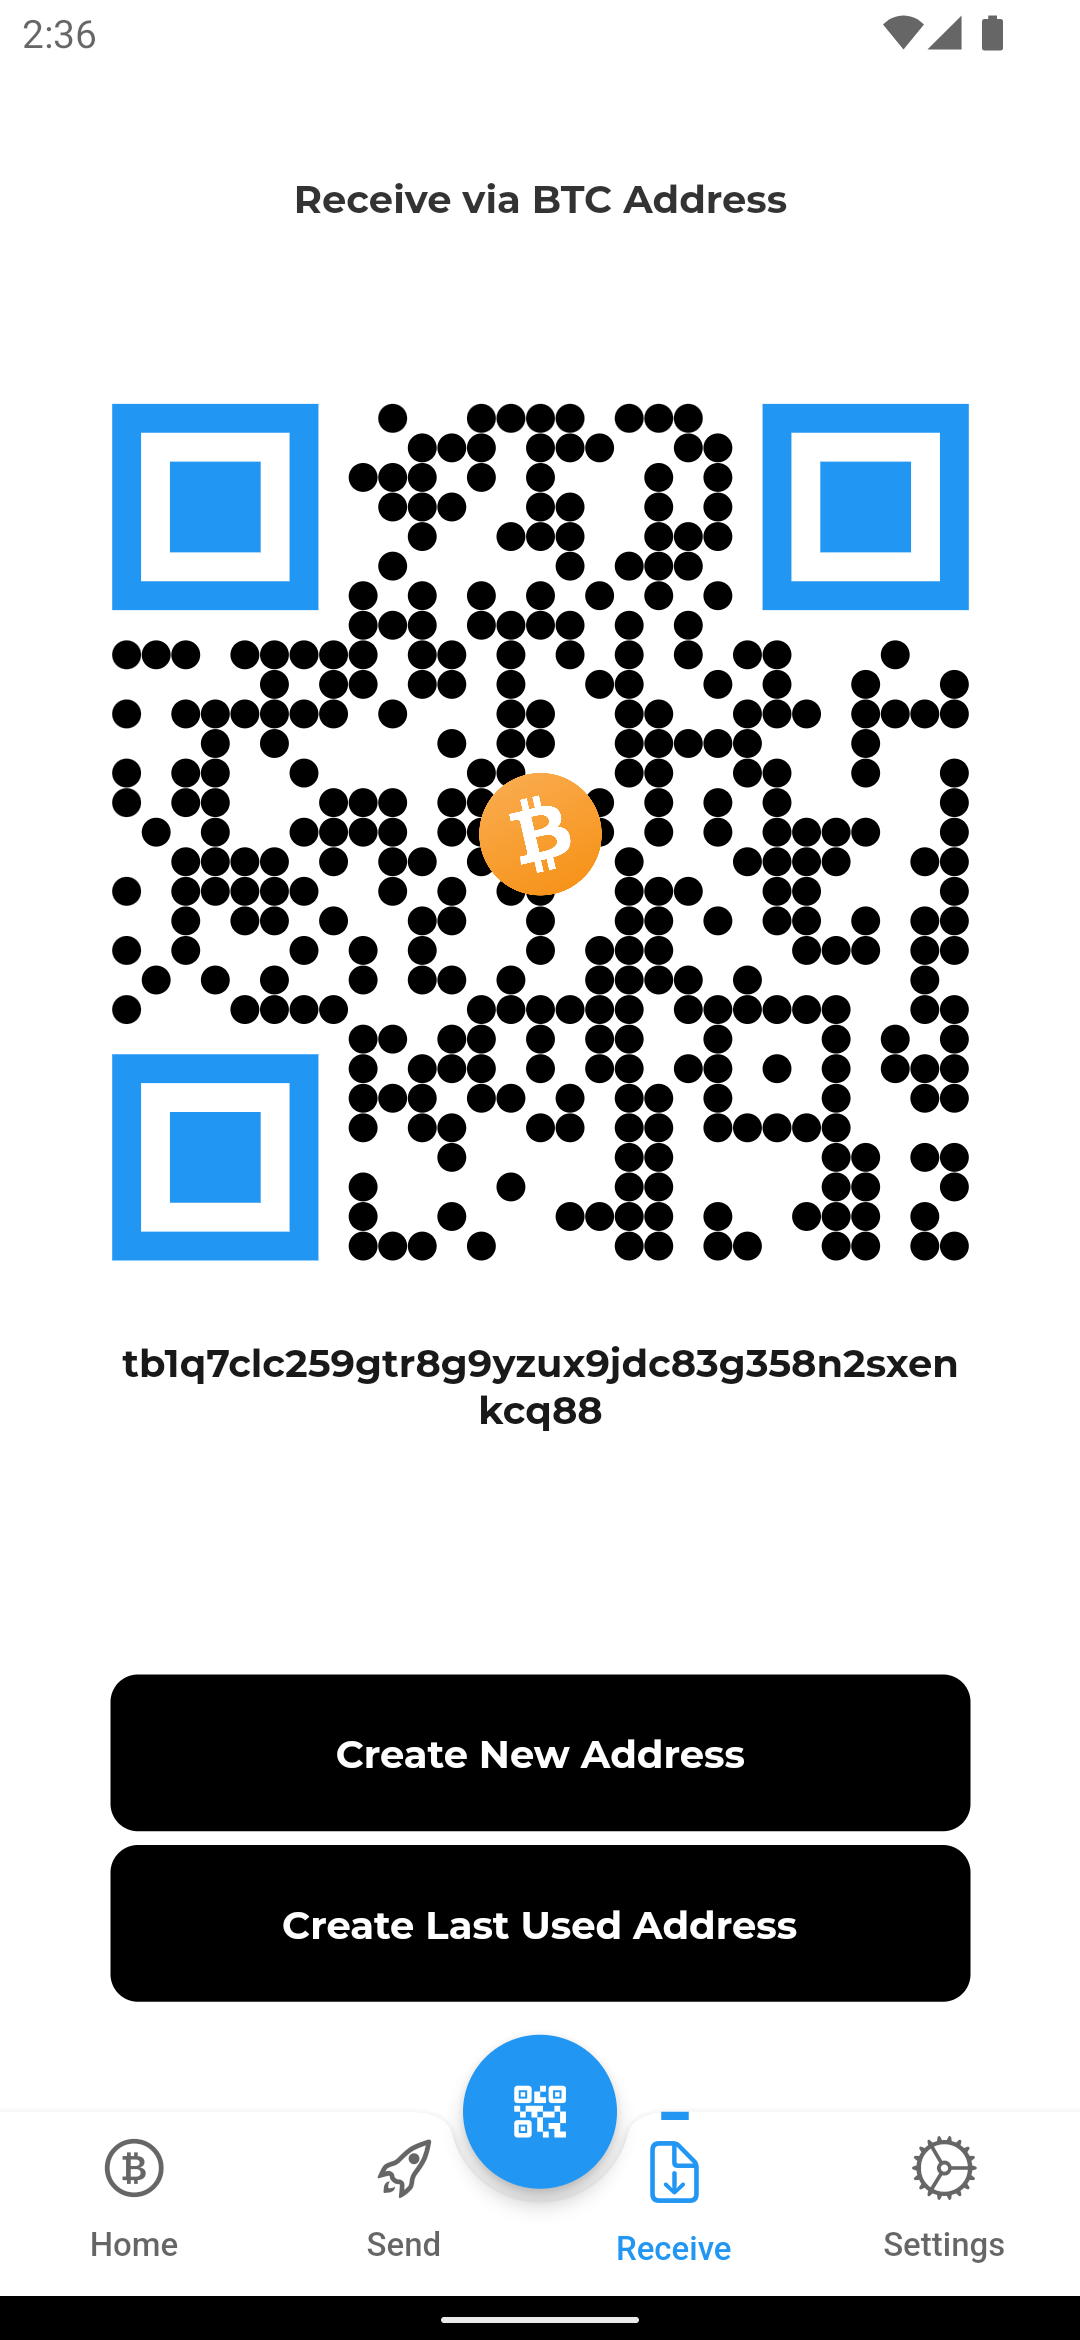 2:36
Receive via BTC Address
tb1q7clc259gtr8g9yzux9jdc83g358n2sxen
kcq88
Create New Address
Create Last Used Address
Home
Send
Receive
Settings